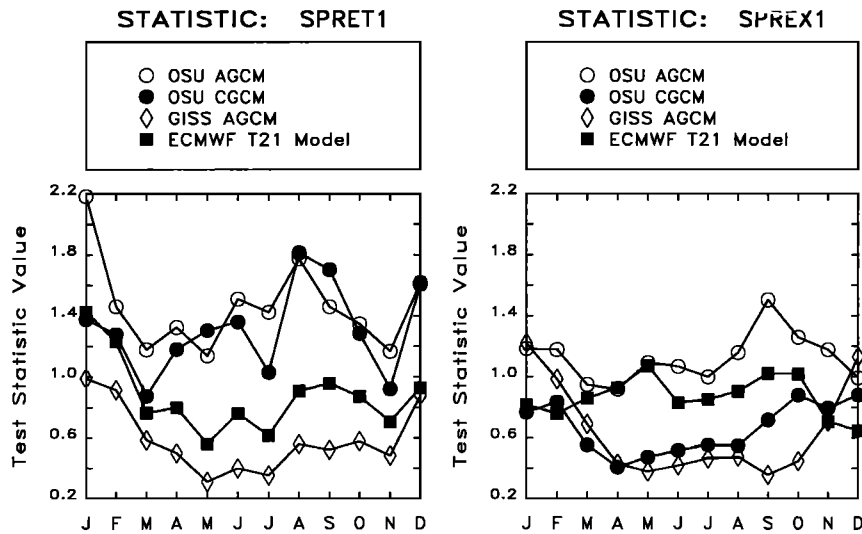 STATISTIC: SPRET1
OSU AGCM
OSU CGCM
GISS AGCM
ECMWF T21 Model
Test Statistic Value
2.2
1.8
1.4
1.0
0.6
0.2
J F M A M J J A S O N D
STATISTIC: SPREX1
OSU AGCM
OSU CGCM
GISS AGCM
ECMWF T21 Model
Test Statistic Value
2.2
1.8
1.4
1.0
0.6
0.2
J F M A M J J A S O N D